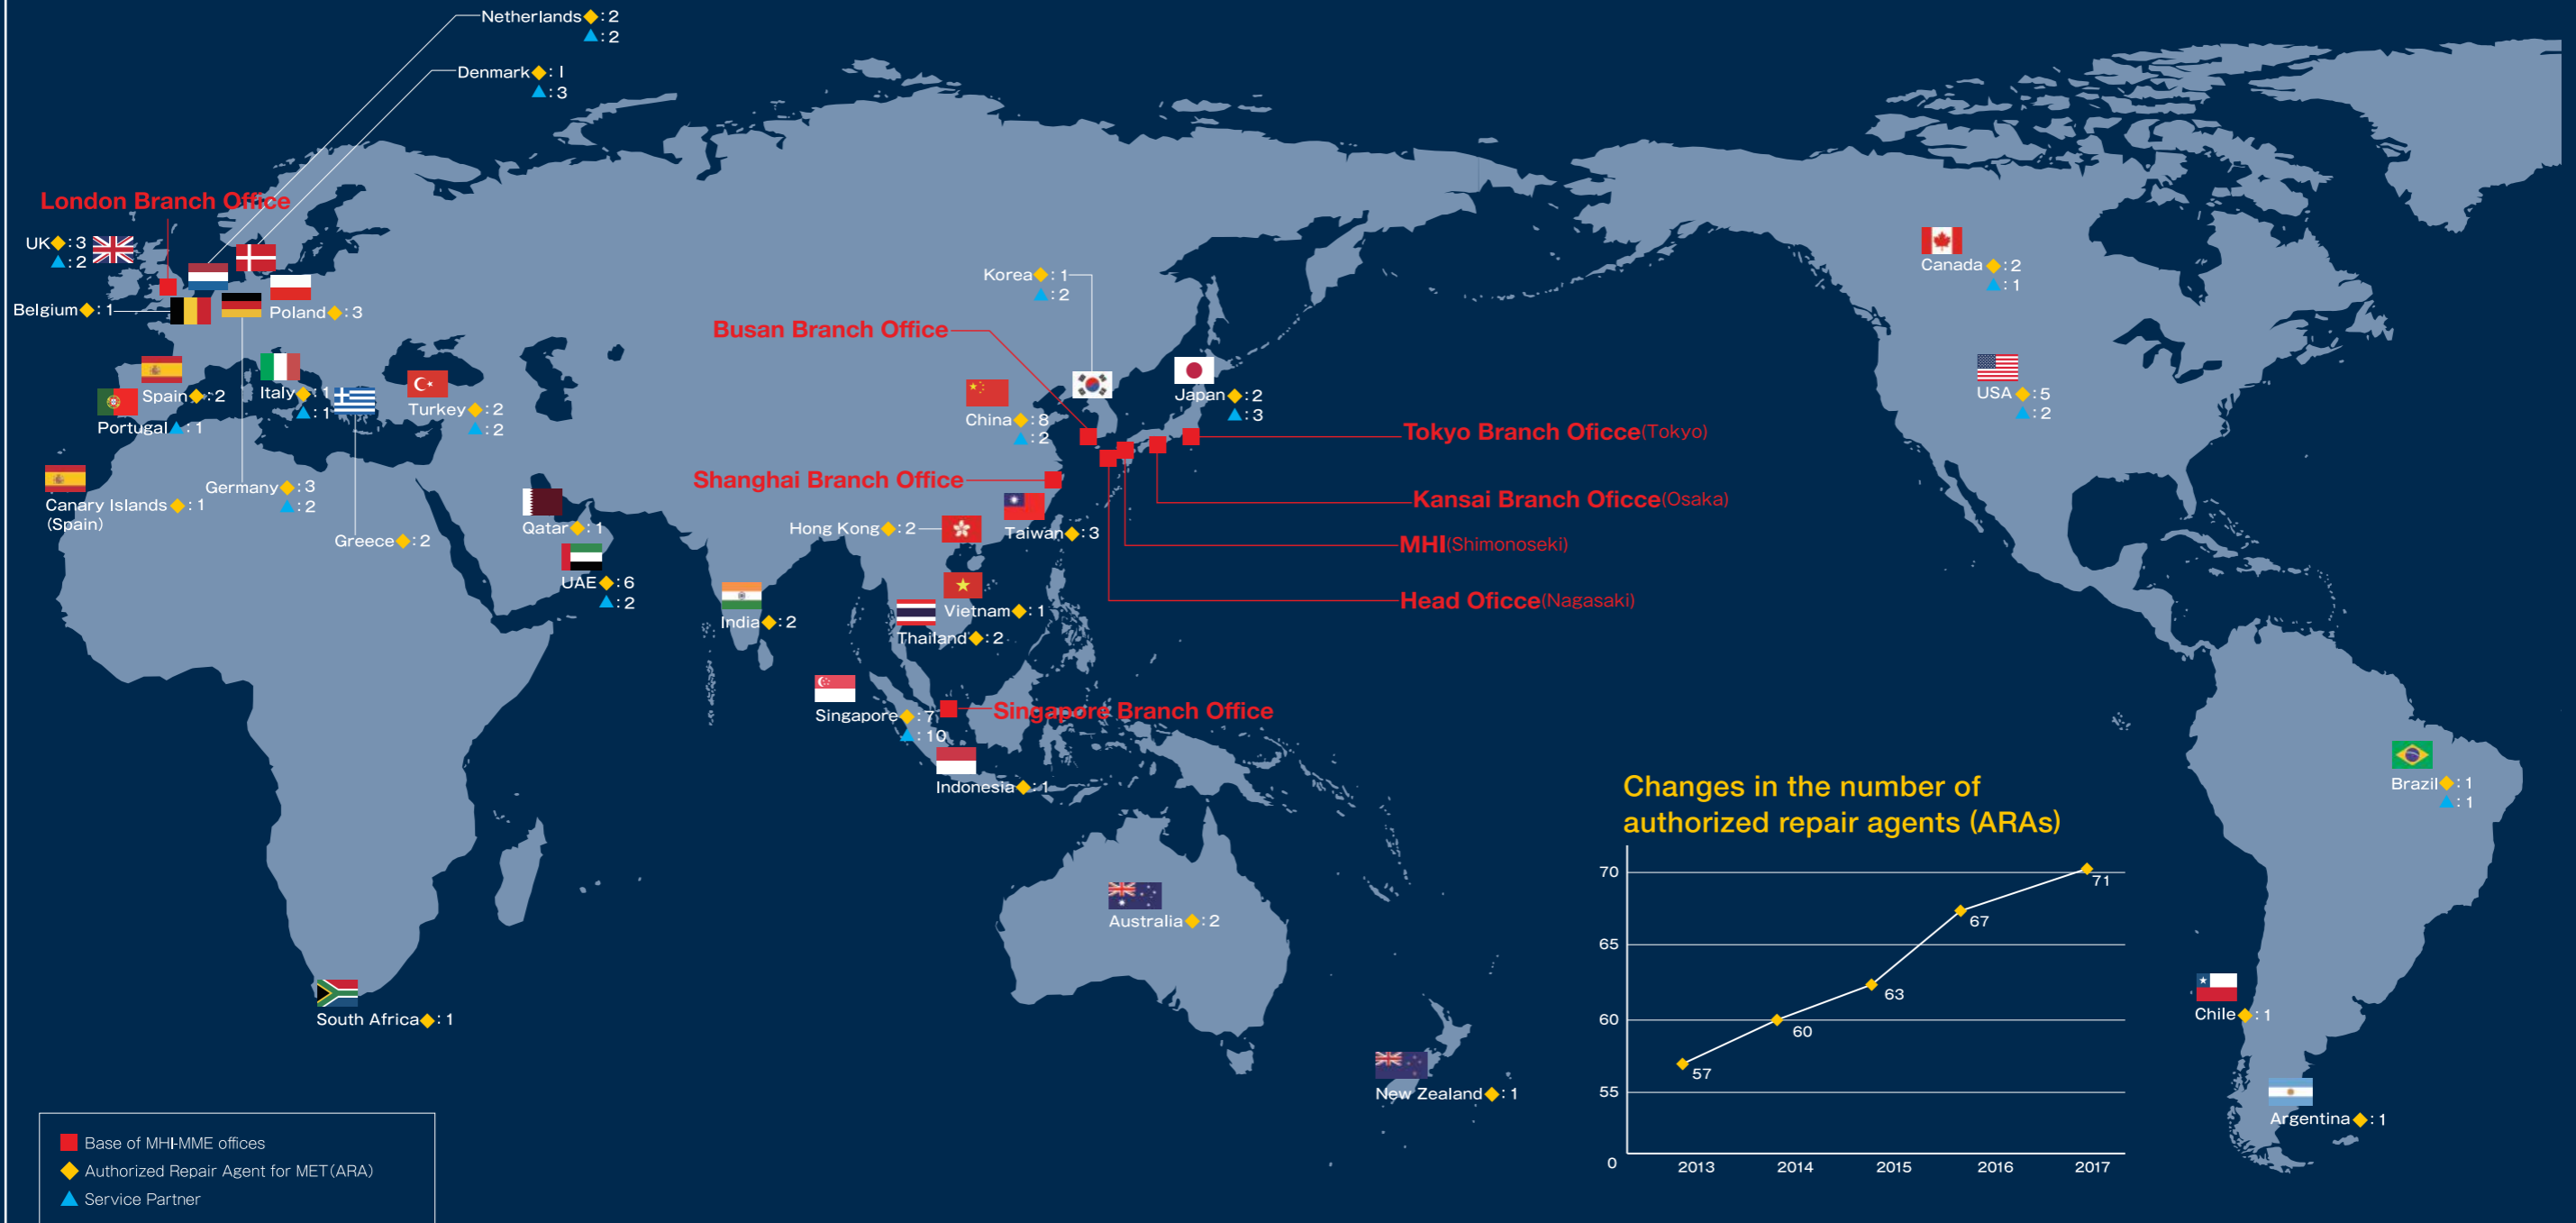 Netherlands◆: 2
▲: 2
Denmark◆: 1
▲: 3
London Branch Office
UK◆: 3
▲: 2
Belgium◆: 1
Poland◆: 3
Spain◆: 2
Portugal▲: 1
Italy◆: 1
▲: 1
Turkey◆: 2
▲: 2
Canary Islands◆: 1
(Spain)
Germany◆: 3
▲: 2
Greece◆: 2
Qatar◆: 1
UAE◆: 6
▲: 2
Korea◆: 1
▲: 2
Busan Branch Office
China◆: 8
▲: 2
Japan◆: 2
▲: 3
Shanghai Branch Office
Tokyo Branch Oficce(Tokyo)
Kansai Branch Oficce(Osaka)
MHI(Shimonoseki)
Head Oficce(Nagasaki)
Hong Kong◆: 2
Taiwan◆: 3
India◆: 2
Vietnam◆: 1
Thailand◆: 2
Singapore◆: 7
▲: 10
Singapore Branch Office
Indonesia◆: 1
Australia◆: 2
New Zealand◆: 1
South Africa◆: 1
Canada◆: 2
▲: 1
USA◆: 5
▲: 2
Brazil◆: 1
▲: 1
Chile◆: 1
Argentina◆: 1
Changes in the number of
authorized repair agents (ARAs)
70
65
60
55
0
57
60
63
67
71
2013 2014 2015 2016 2017
■ Base of MHI-MME offices
◆ Authorized Repair Agent for MET(ARA)
▲ Service Partner